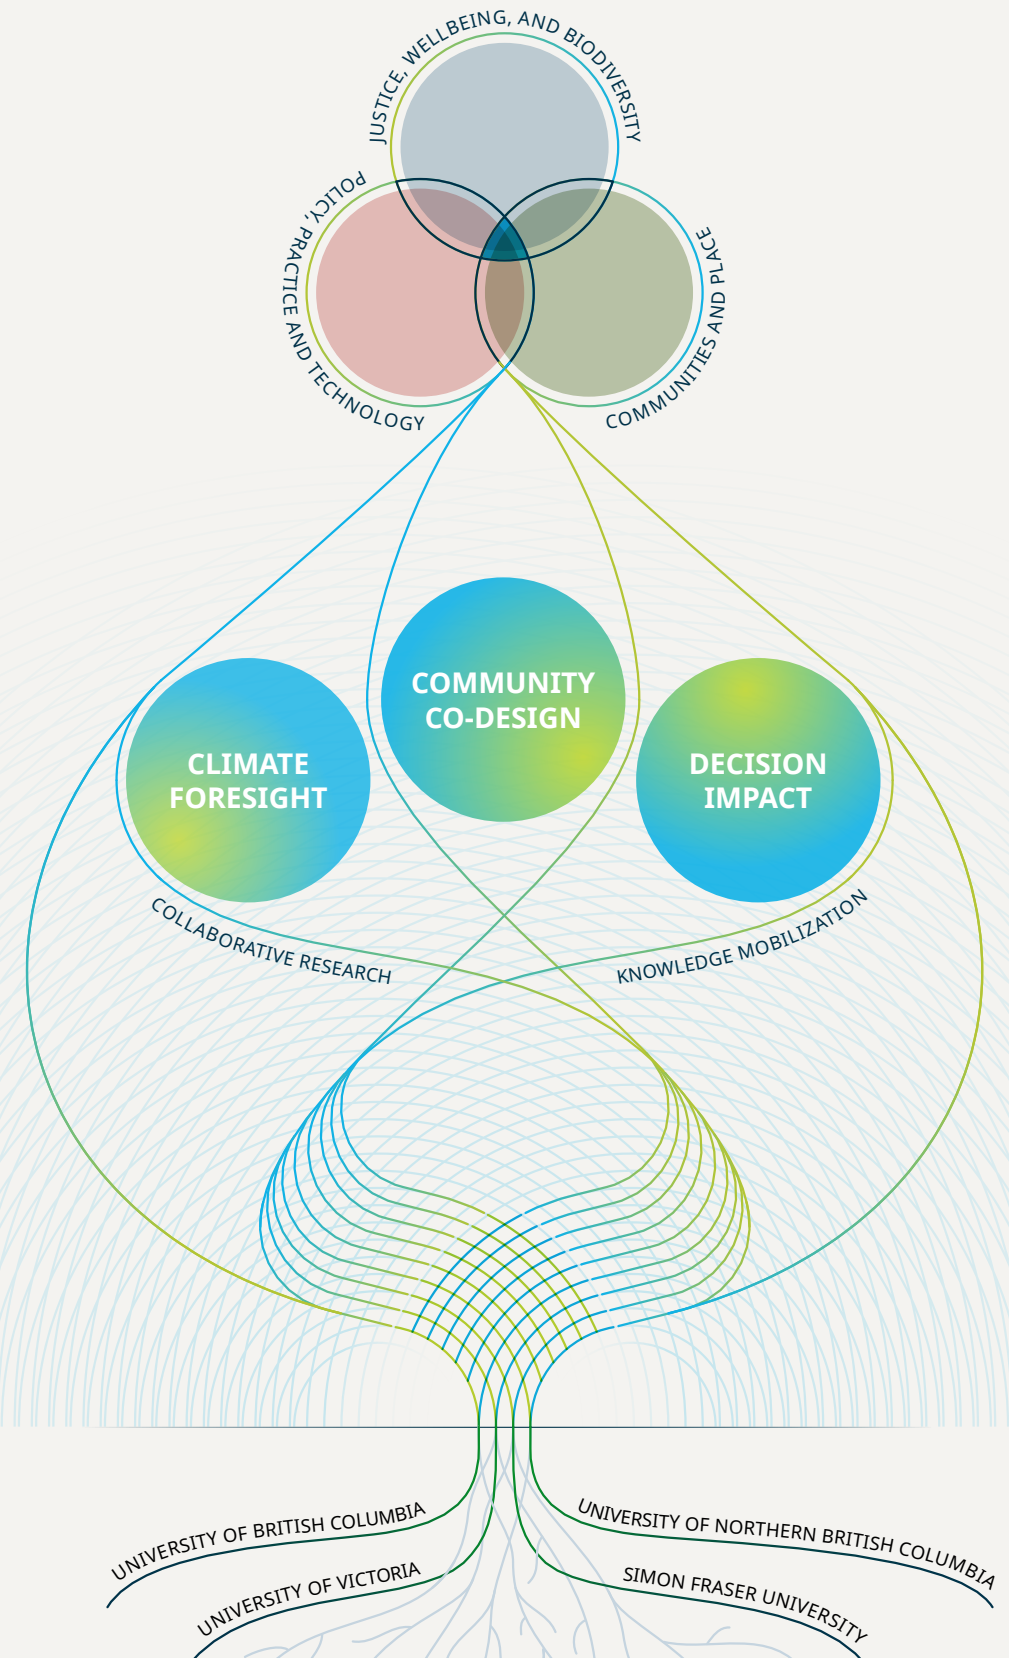 JUSTICE, WELLBEING, AND BIODIVERSITY
POLICY, PRACTICE AND TECHNOLOGY
COMMUNITIES AND PLACE
COMMUNITY
CO-DESIGN
CLIMATE
FORESIGHT
DECISION
IMPACT
COLLABORATIVE RESEARCH
KNOWLEDGE MOBILIZATION
UNIVERSITY OF BRITISH COLUMBIA
UNIVERSITY OF NORTHERN BRITISH COLUMBIA
UNIVERSITY OF VICTORIA
SIMON FRASER UNIVERSITY